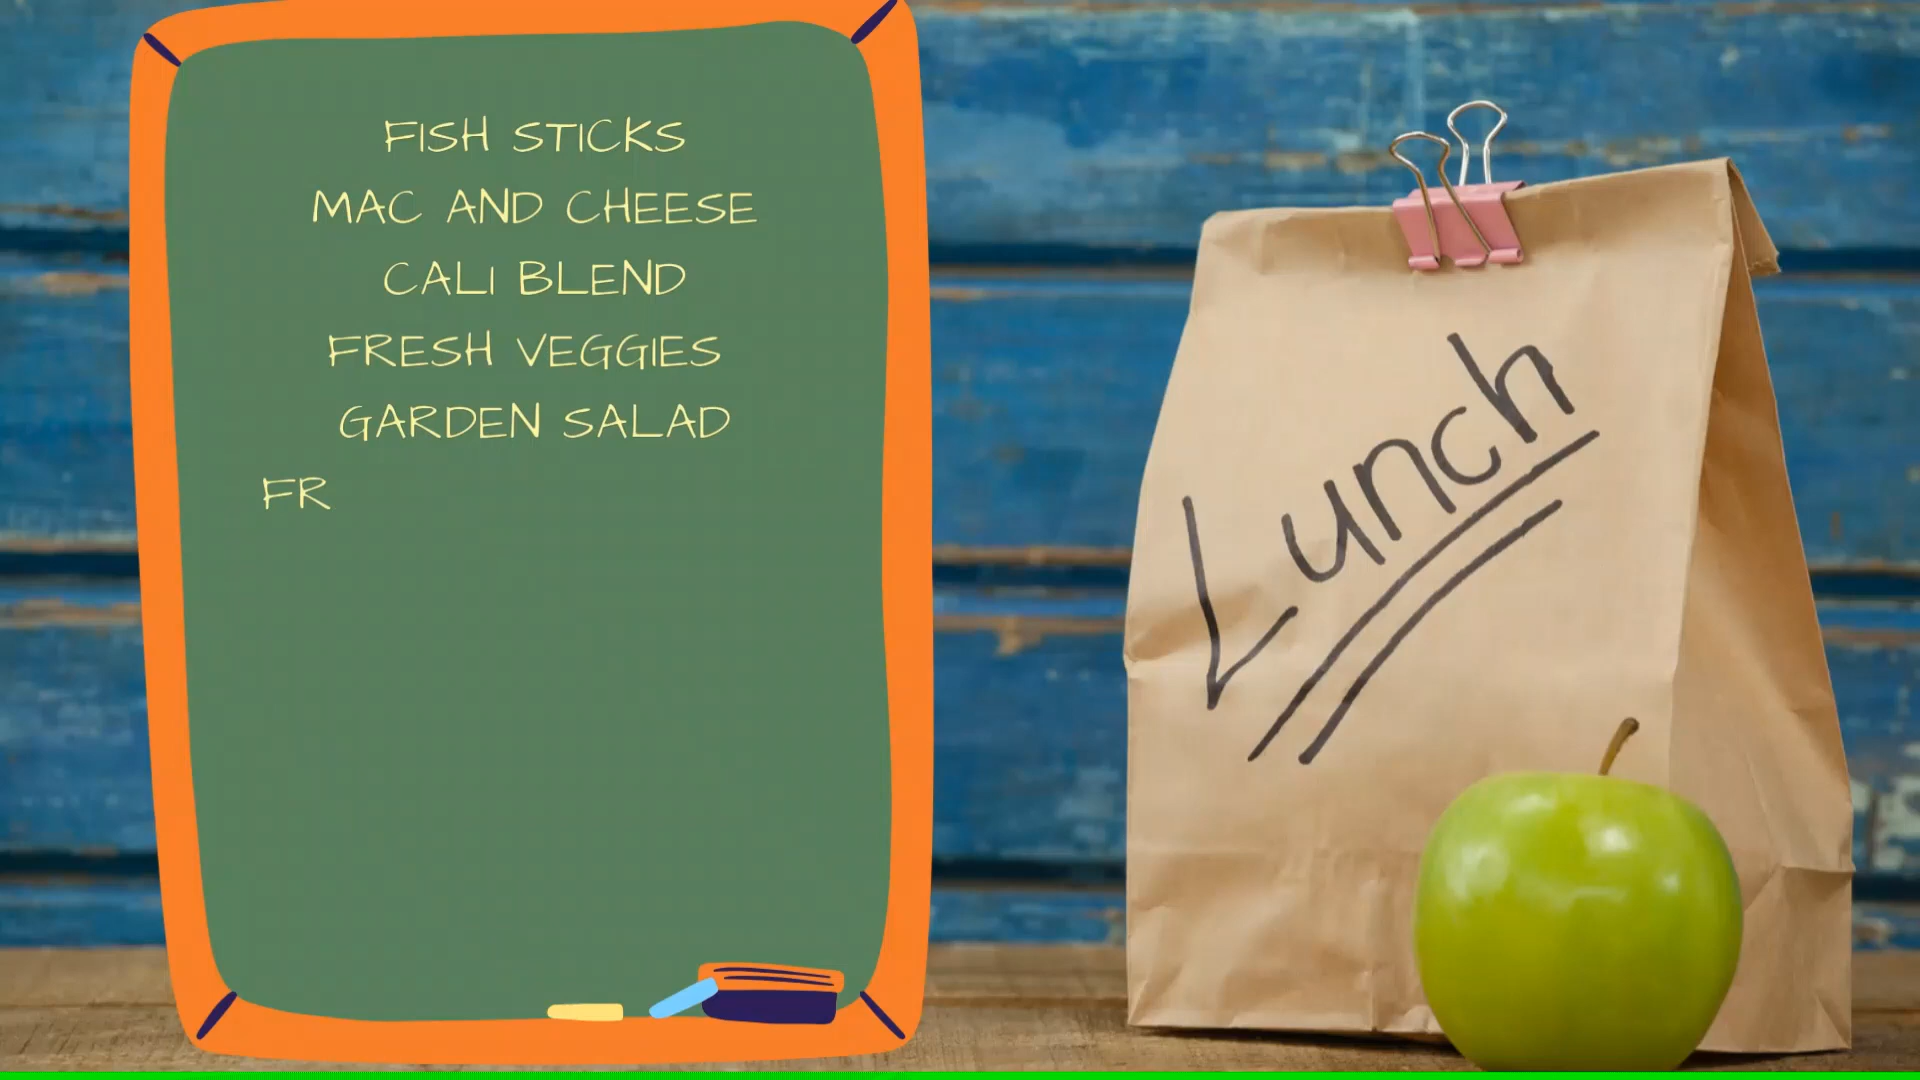 FISH STICKS
MAC AND CHEESE
CALI BLEND
FRESH VEGGIES
GARDEN SALAD
FR
Lunch